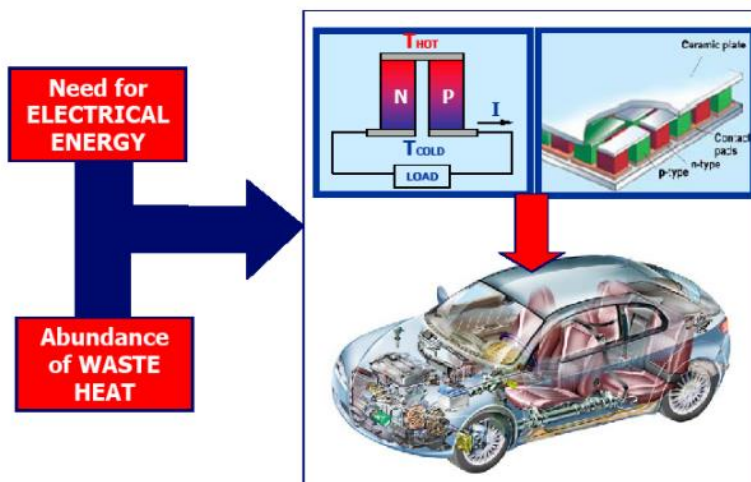 Need for
ELECTRICAL
ENERGY
Abundance
of WASTE
HEAT
THOT
N P
I
TCOLD
LOAD
Ceramic plate
Contact
pads
n-type
p-type